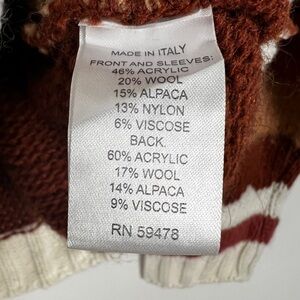 MADE IN ITALY
FRONT AND SLEEVES:
46% ACRYLIC
20% WOOL
15% ALPACA
13% NYLON
6% VISCOSE
BACK.
60% ACRYLIC
17% WOOL
14% ALPACA
9% VISCOSE
RN 59478